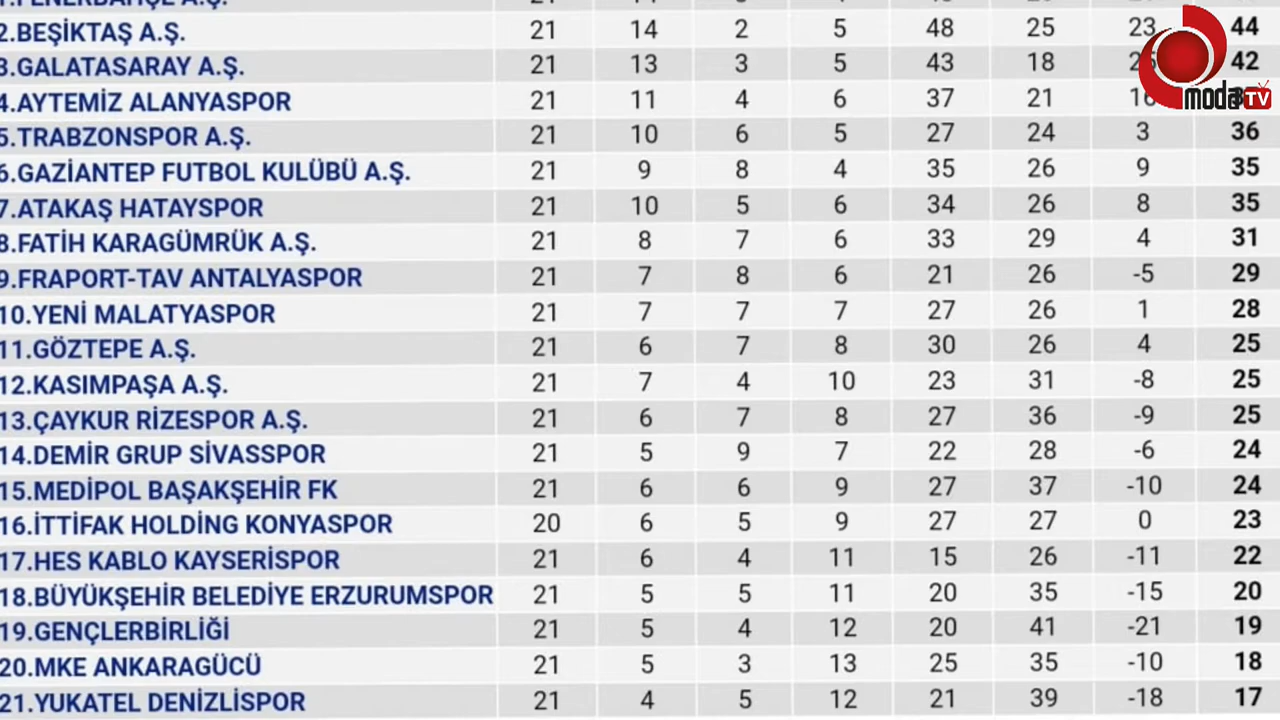 1.FENERBAHÇE A.Ş. 21
2.BEŞİKTAŞ A.Ş. 21 14 2 5 48 25 23 44
3.GALATASARAY A.Ş. 21 13 3 5 43 18 25 42
4.AYTEMİZ ALANYASPOR 21 11 4 6 37 21 16
5.TRABZONSPOR A.Ş. 21 10 6 5 27 24 3 36
6.GAZİANTEP FUTBOL KULÜBÜ A.Ş. 21 9 8 4 35 26 9 35
7.ATAKAŞ HATAYSPOR 21 10 5 6 34 26 8 35
8.FATİH KARAGÜMRÜK A.Ş. 21 8 7 6 33 29 4 31
9.FRAPORT-TAV ANTALYASPOR 21 7 8 6 21 26 -5 29
10.YENİ MALATYASPOR 21 7 7 7 27 26 1 28
11.GÖZTEPE A.Ş. 21 6 7 8 30 26 4 25
12.KASIMPAŞA A.Ş. 21 7 4 10 23 31 -8 25
13.ÇAYKUR RİZESPOR A.Ş. 21 6 7 8 27 36 -9 25
14.DEMİR GRUP SİVASSPOR 21 5 9 7 22 28 -6 24
15.MEDİPOL BAŞAKŞEHİR FK 21 6 6 9 27 37 -10 24
16.İTTİFAK HOLDİNG KONYASPOR 20 6 5 9 27 27 0 23
17.HES KABLO KAYSERİSPOR 21 6 4 11 15 26 -11 22
18.BÜYÜKŞEHİR BELEDİYE ERZURUMSPOR 21 5 5 11 20 35 -15 20
19.GENÇLERBİRLİĞİ 21 5 4 12 20 41 -21 19
20.MKE ANKARAGÜCÜ 21 5 3 13 25 35 -10 18
21.YUKATEL DENİZLİSPOR 21 4 5 12 21 39 -18 17
moda TV